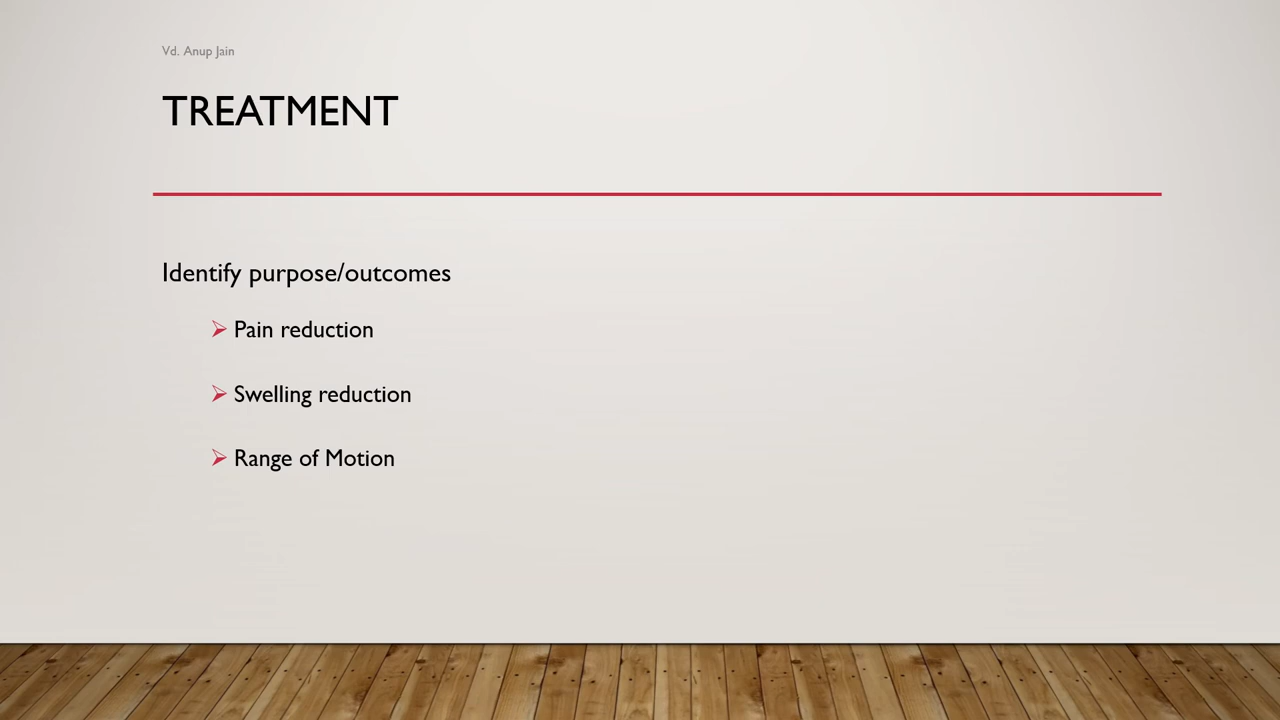 Vd. Anup Jain
TREATMENT
Identify purpose/outcomes
Pain reduction
Swelling reduction
Range of Motion